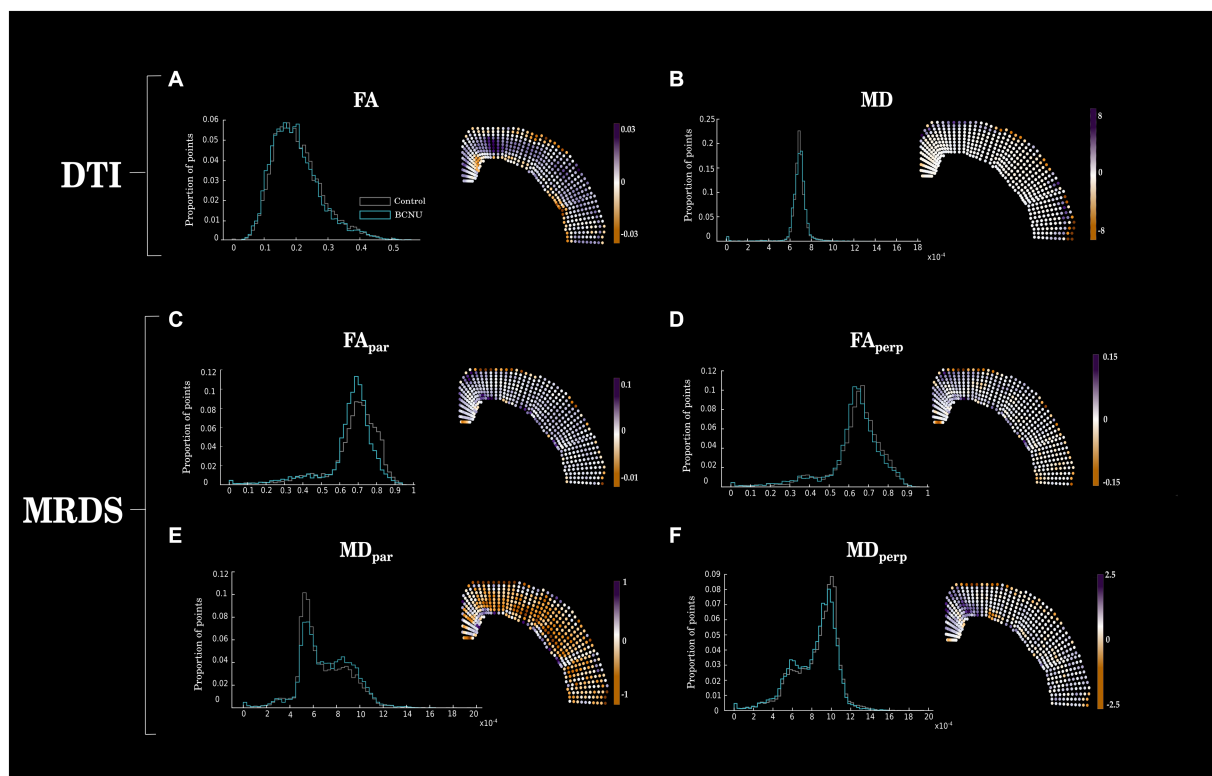 DTI
A
FA
Proportion of points
0.06
0.05
0.04
0.03
0.02
0.01
0
0 0.1 0.2 0.3 0.4 0.5
Control
BCNU
0.03
0
-0.03
B
MD
Proportion of points
0.25
0.2
0.15
0.1
0.05
0
0 2 4 6 8 10 12 14 16 18
x10⁻⁴
8
0
-8
MRDS
C
FApar
Proportion of points
0.12
0.1
0.08
0.06
0.04
0.02
0
0 0.1 0.2 0.3 0.4 0.5 0.6 0.7 0.8 0.9 1
0.1
0
-0.01
D
FAperp
Proportion of points
0.12
0.1
0.08
0.06
0.04
0.02
0
0 0.1 0.2 0.3 0.4 0.5 0.6 0.7 0.8 0.9 1
0.15
0
-0.15
E
MDpar
Proportion of points
0.12
0.1
0.08
0.06
0.04
0.02
0
0 2 4 6 8 10 12 14 16 18 20
x10⁻⁴
1
0
-1
F
MDperp
Proportion of points
0.09
0.08
0.07
0.06
0.05
0.04
0.03
0.02
0.01
0
0 2 4 6 8 10 12 14 16 18 20
x10⁻⁴
2.5
0
-2.5